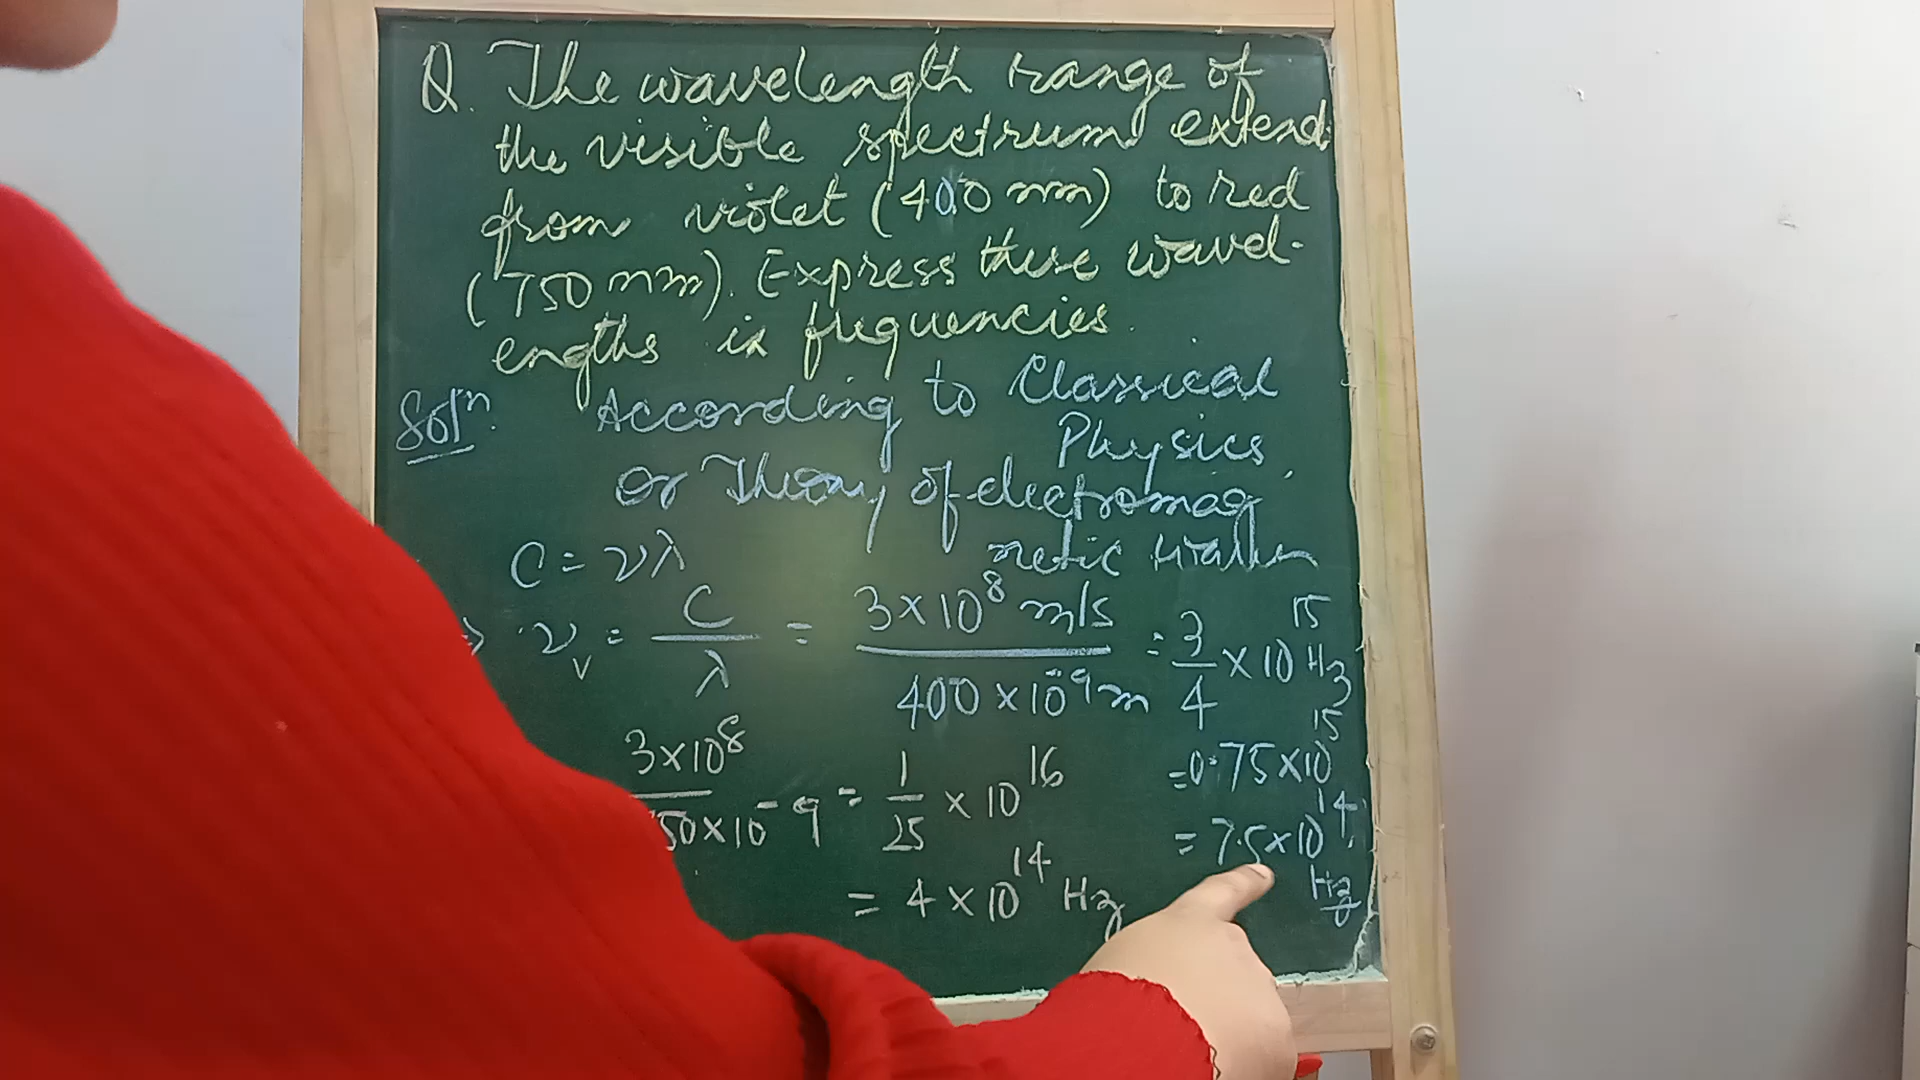 Q. The wavelength range of
the visible spectrum extend
from violet (400 nm) to red
(750 nm). Express these wavel-
engths in frequencies.
Solⁿ. According to Classical
Physics
or Theory of electromag
netic waves
C = νλ
⇒ ν_v = C/λ = 3×10⁸ m/s / 400×10⁻⁹ m = 3/4 × 10¹⁵ Hz
= 0.75×10¹⁵
= 7.5×10¹⁴ Hz
3×10⁸ / 50×10⁻⁹ = 1/25 × 10¹⁶
= 4 × 10¹⁴ Hz